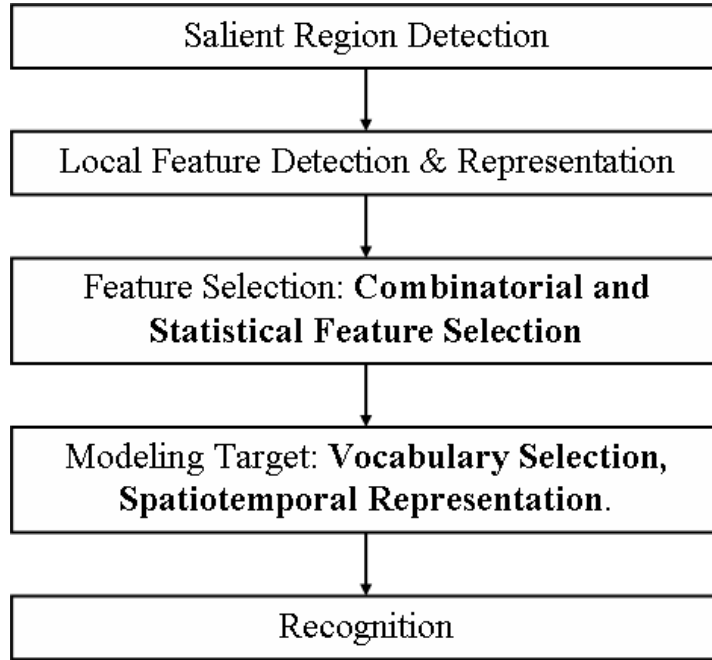 Salient Region Detection
Local Feature Detection & Representation
Feature Selection: Combinatorial and
Statistical Feature Selection
Modeling Target: Vocabulary Selection,
Spatiotemporal Representation.
Recognition